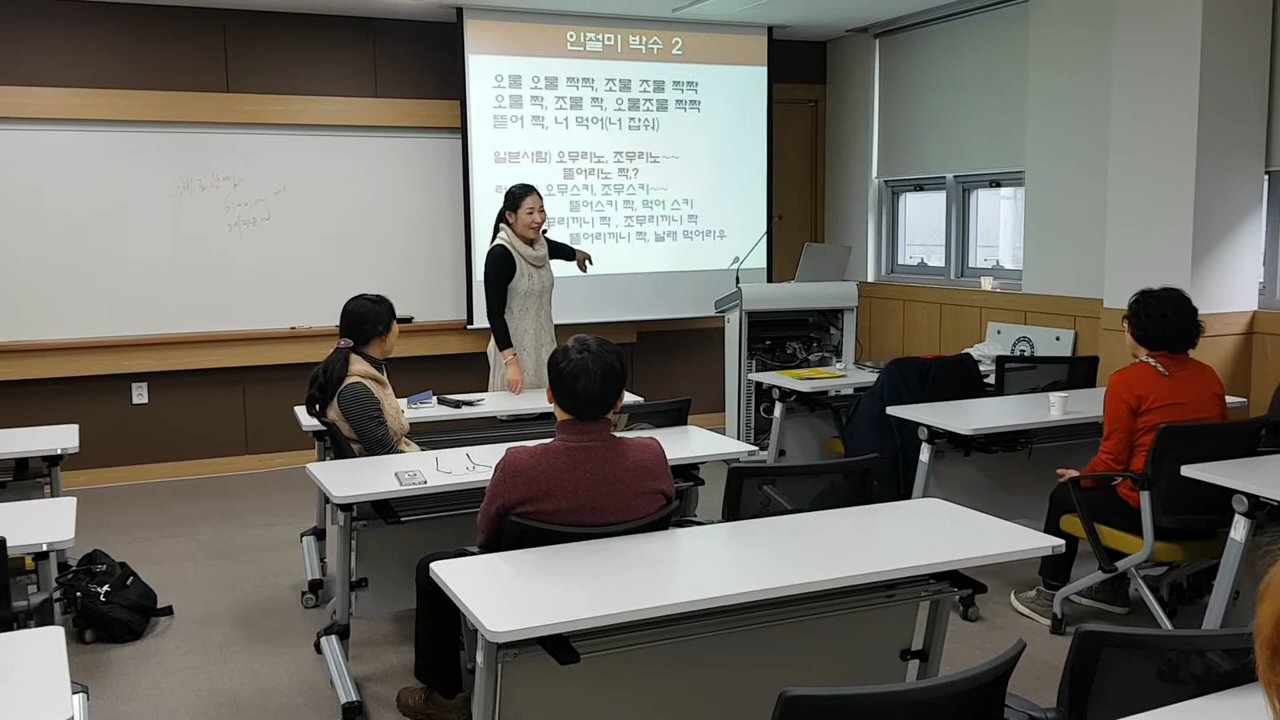 인절미 박수 2
오물 오물 짝짝, 조물 조물 짝짝
오물 짝, 조물 짝, 오물조물 짝짝
뜯어 짝, 너 먹어(너 잡숴)
일본사람) 오무리노, 조무리노~~
뜯어리노 짝,?
오무스키, 조무스키~~
뜯어스키 짝, 먹어 스키
무리끼니 짝, 조무리끼니 짝
뜯어리끼니 짝, 날래 먹어라우